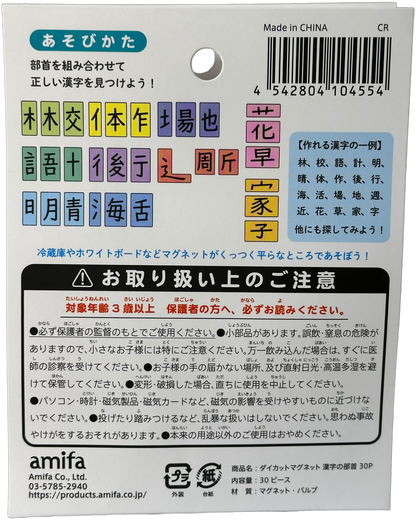 Made in CHINA
CR
あそびかた
部首を組み合わせて
正しい漢字を見つけよう！
4 542804 104554
林木交 イ本乍 土昜也
語吾十 彳後亍 辶 周斤
日月青 海舌
花早
宀家子
【作れる漢字の一例】
林、校、語、計、明、
晴、体、作、後、行、
海、活、場、地、週、
近、花、草、家、字
他にも探してみよう！
冷蔵庫やホワイトボードなどマグネットがくっつく平らなところであそぼう！
お取り扱い上のご注意
対象年齢3歳以上 保護者の方へ、必ずお読みください。
●必ず保護者の監督のもとでご使用ください。●小部品があります。誤飲・窒息の危険が
ありますので、小さなお子様には特にご注意ください。万一飲み込んだ場合は、すぐに医
師の診察を受けてください。●お子様の手の届かない場所、及び直射日光・高温多湿を避
けて保管してください。●変形・破損した場合、直ちに使用を中止してください。
●パソコン・時計・磁気製品・磁気カードなど、磁気の影響を受けやすいものに近づけな
いでください。●投げたり踏みつけるなど、乱暴な扱いはしないでください。思わぬ事故
やけがをするおそれがあります。●本来の用途以外のご使用はおやめください。
amifa
Amifa Co., Ltd.
03-5785-2940
https://products.amifa.co.jp/
プラ
外装
紙
台紙
商品名：ダイカットマグネット 漢字の部首 30P
内容量：30 ピース
材 質：マグネット・パルプ